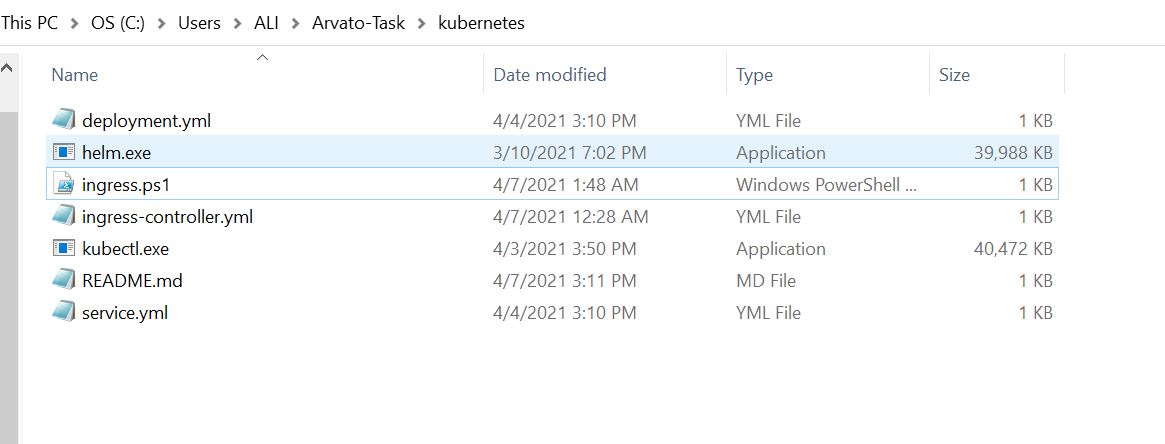 This PC > OS (C:) > Users > ALI > Arvato-Task > kubernetes
Name Date modified Type Size
deployment.yml 4/4/2021 3:10 PM YML File 1 KB
helm.exe 3/10/2021 7:02 PM Application 39,988 KB
ingress.ps1 4/7/2021 1:48 AM Windows PowerShell ... 1 KB
ingress-controller.yml 4/7/2021 12:28 AM YML File 1 KB
kubectl.exe 4/3/2021 3:50 PM Application 40,472 KB
README.md 4/7/2021 3:11 PM MD File 1 KB
service.yml 4/4/2021 3:10 PM YML File 1 KB